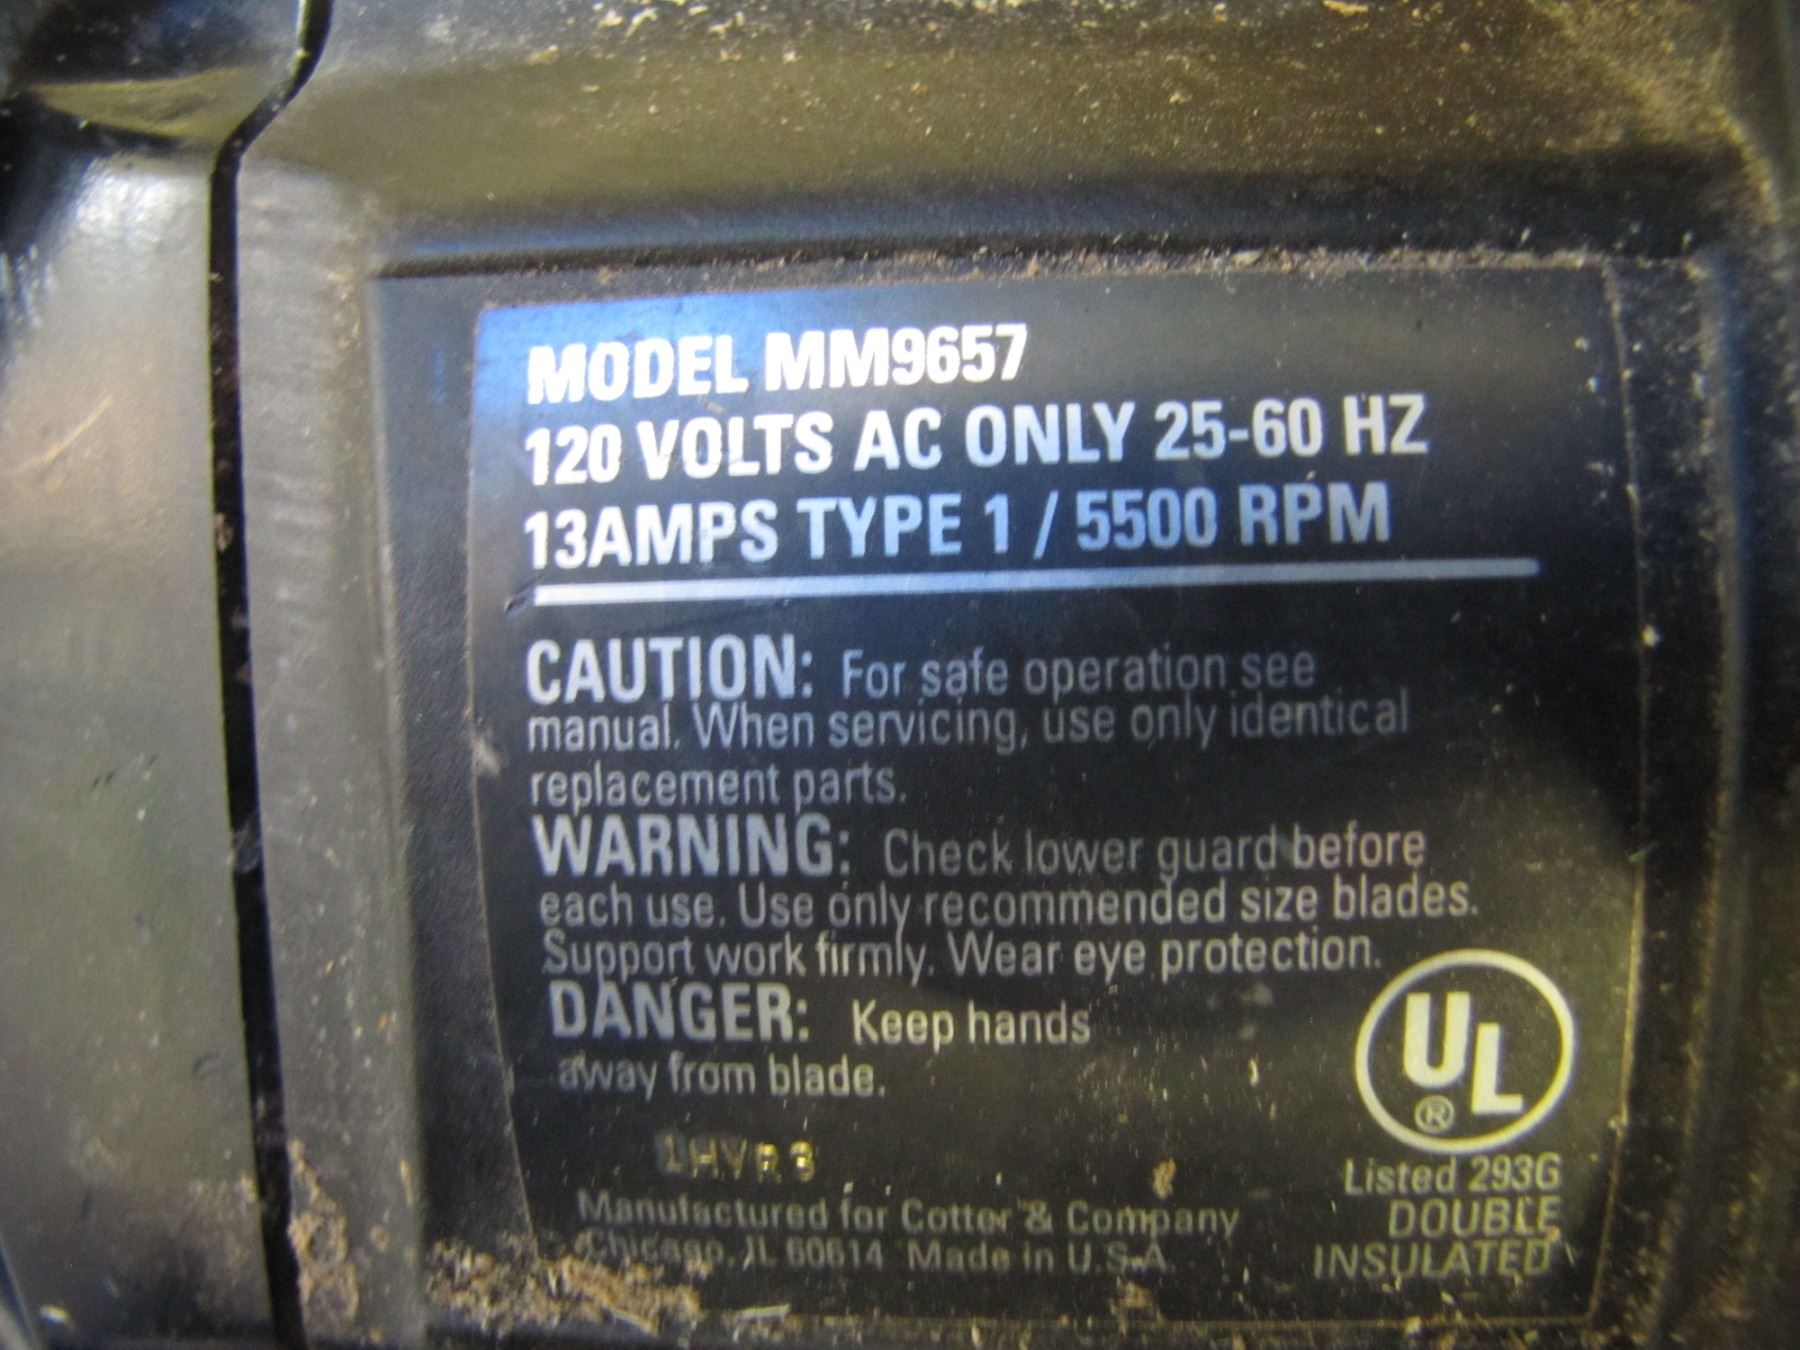 MODEL MM9657
120 VOLTS AC ONLY 25-60 HZ
13AMPS TYPE 1 / 5500 RPM
CAUTION: For safe operation see
manual. When servicing, use only identical
replacement parts.
WARNING: Check lower guard before
each use. Use only recommended size blades.
Support work firmly. Wear eye protection.
DANGER: Keep hands
away from blade.
UL
®
1HVR3
Listed 293G
DOUBLE
INSULATED
Manufactured for Cotter & Company
Chicago, IL 60614 Made in U.S.A.